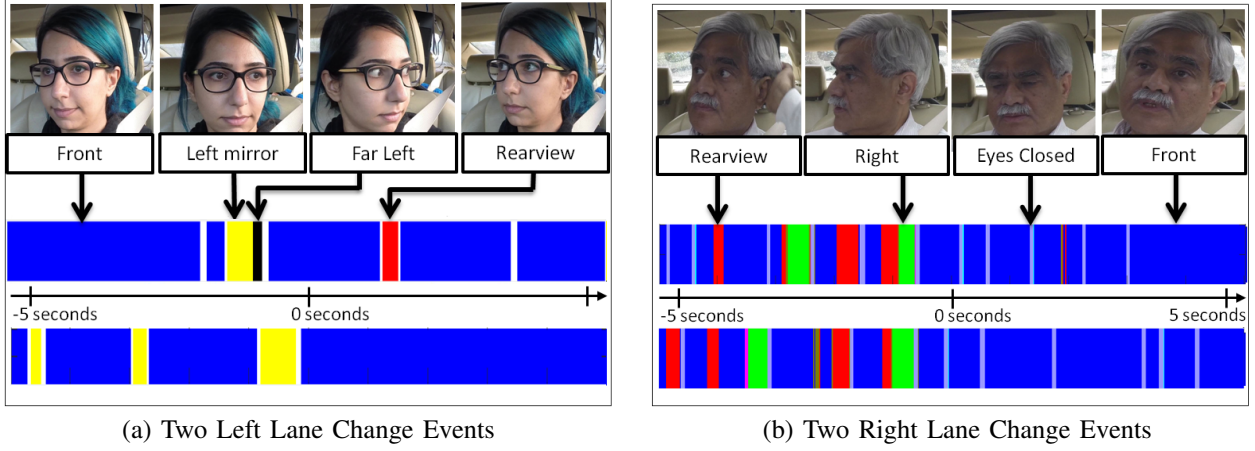 Front Left mirror Far Left Rearview
-5 seconds 0 seconds
(a) Two Left Lane Change Events
Rearview Right Eyes Closed Front
-5 seconds 0 seconds 5 seconds
(b) Two Right Lane Change Events